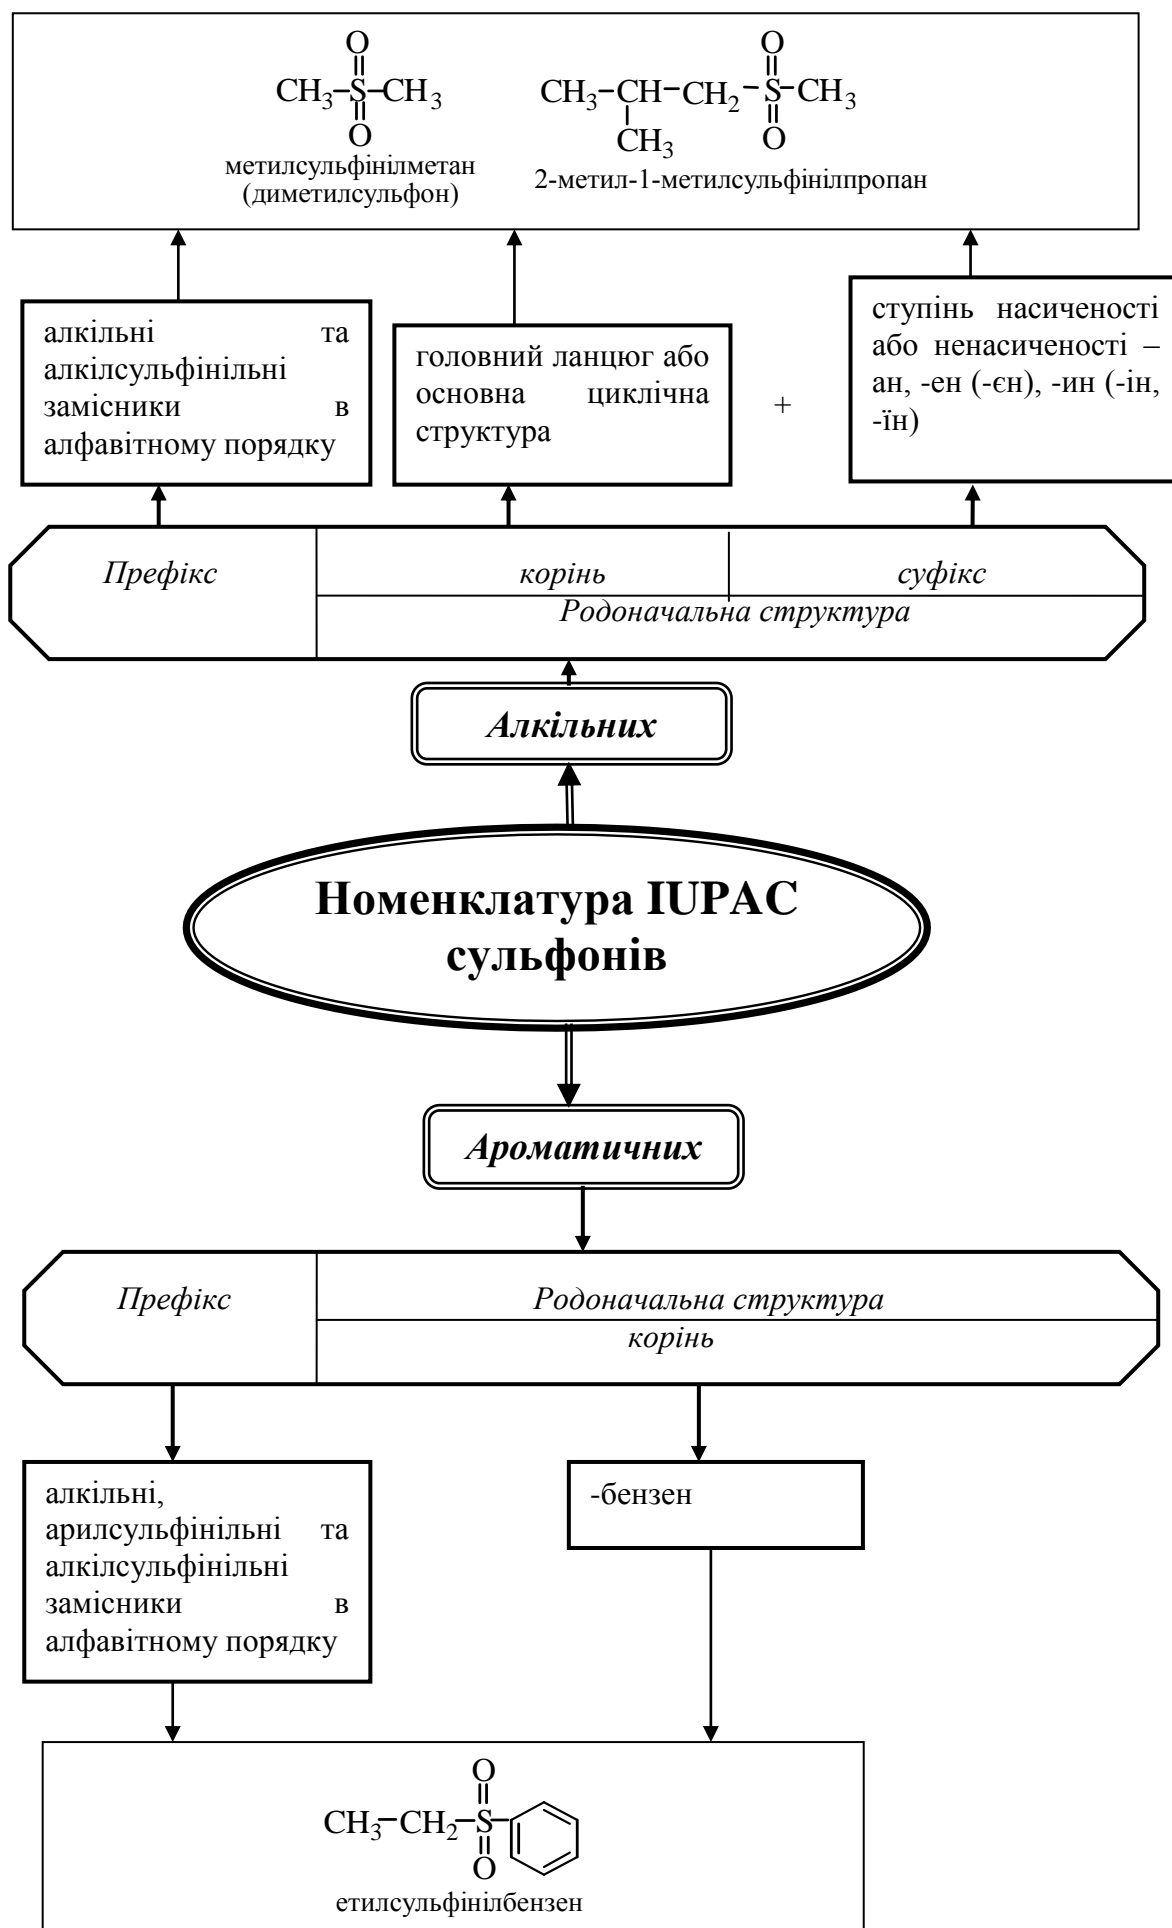 O
CH3–S–CH3
O
метилсульфінілметан
(диметилсульфон)
O
CH3–CH–CH2–S–CH3
CH3 O
2-метил-1-метилсульфінілпропан
алкільні та
алкілсульфінільні
замісники в
алфавітному порядку
головний ланцюг або
основна циклічна
структура
+
ступінь насиченості
або ненасиченості –
ан, -ен (-єн), -ин (-ін,
-їн)
Префікс
корінь
суфікс
Родоначальна структура
Алкільних
Номенклатура IUPAC
сульфонів
Ароматичних
Префікс
Родоначальна структура
корінь
алкільні,
арилсульфінільні та
алкілсульфінільні
замісники в
алфавітному порядку
-бензен
O
CH3–CH2–S
O
етилсульфінілбензен